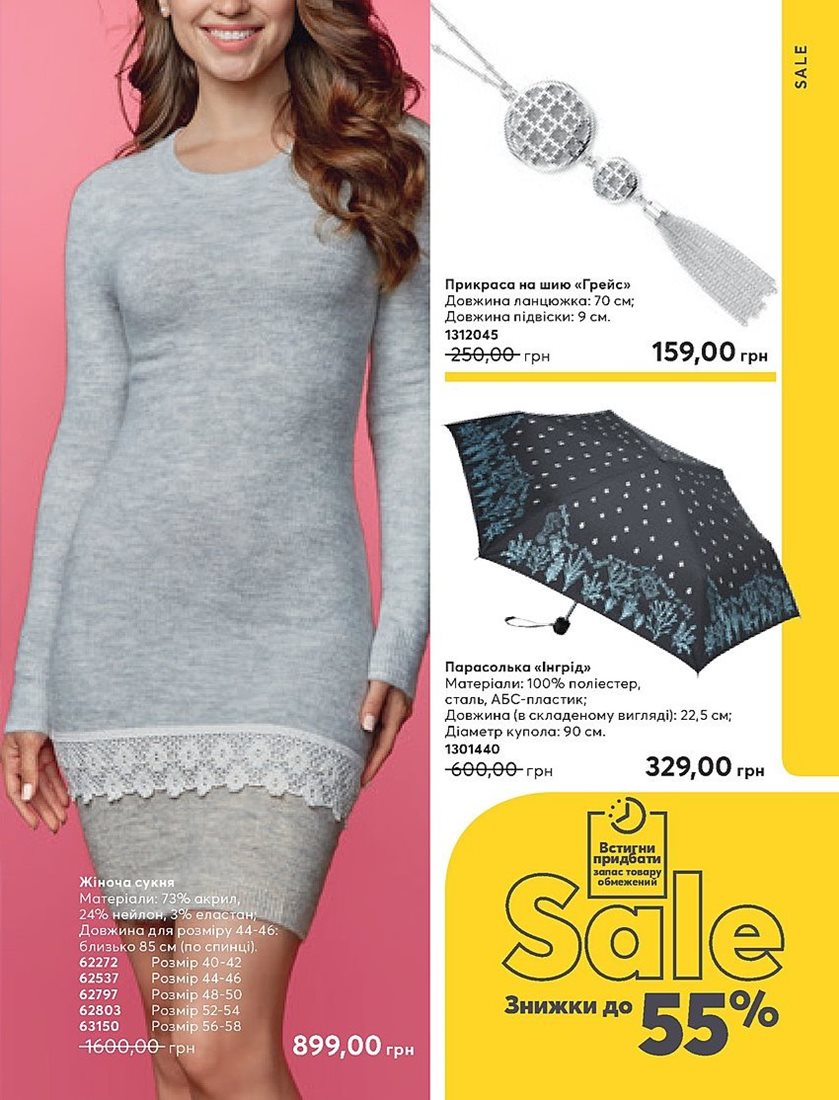 SALE
Прикраса на шию «Грейс»
Довжина ланцюжка: 70 см;
Довжина підвіски: 9 см.
1312045
250,00 грн
159,00 грн
Парасолька «Інгрід»
Матеріали: 100% поліестер,
сталь, АБС-пластик;
Довжина (в складеному вигляді): 22,5 см;
Діаметр купола: 90 см.
1301440
600,00 грн
329,00 грн
Жіноча сукня
Матеріали: 73% акрил,
24% нейлон, 3% еластан;
Довжина для розміру 44-46:
близько 85 см (по спинці).
62272 Розмір 40-42
62537 Розмір 44-46
62797 Розмір 48-50
62803 Розмір 52-54
63150 Розмір 56-58
1600,00 грн
899,00 грн
Встигни
придбати
запас товару
обмежений
Sale
Знижки до
55%